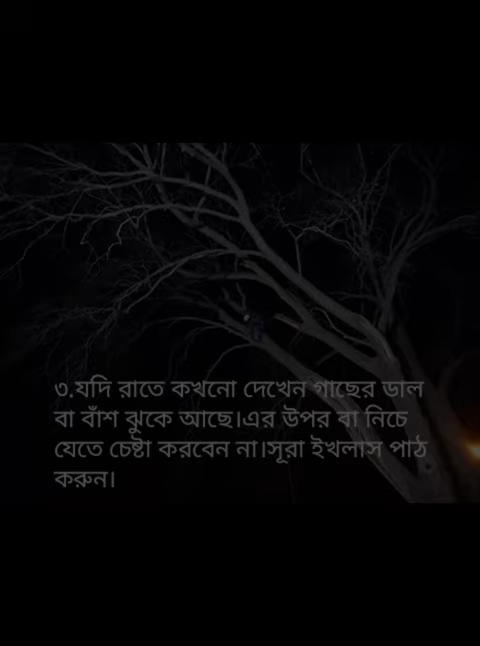 ৩.যদি রাতে কখনো দেখেন গাছের ডাল
বা বাঁশ ঝুকে আছে।এর উপর বা নিচে
যেতে চেষ্টা করবেন না।সূরা ইখলাস পাঠ
করুন।